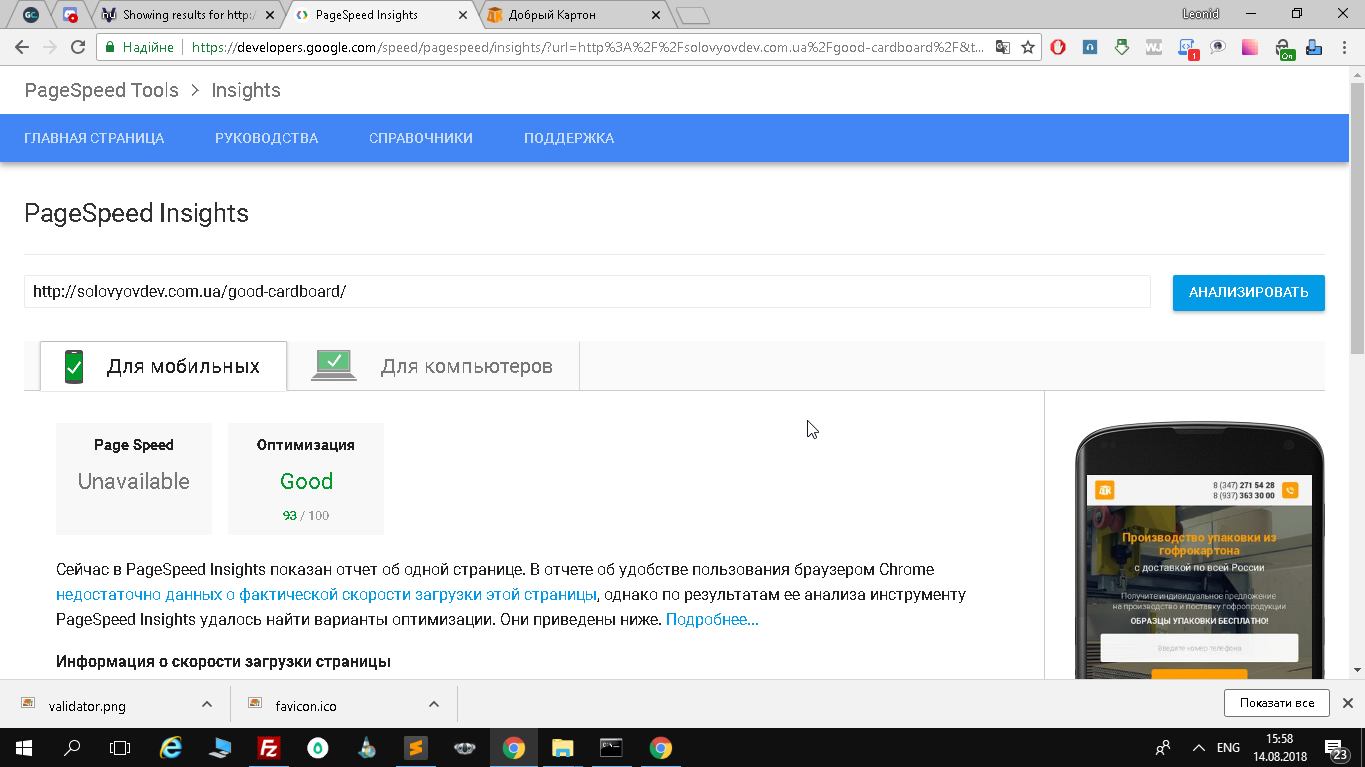 GC
nu
Showing results for http:/
PageSpeed Insights
Добрый Картон
Leonid
Надійне
https://developers.google.com/speed/pagespeed/insights/?url=http%3A%2F%2Fsolovyovdev.com.ua%2Fgood-cardboard%2F&t...
WJ
1
On
PageSpeed Tools > Insights
ГЛАВНАЯ СТРАНИЦА
РУКОВОДСТВА
СПРАВОЧНИКИ
ПОДДЕРЖКА
PageSpeed Insights
http://solovyovdev.com.ua/good-cardboard/
АНАЛИЗИРОВАТЬ
Для мобильных
Для компьютеров
Page Speed
Unavailable
Оптимизация
Good
93 / 100
Сейчас в PageSpeed Insights показан отчет об одной странице. В отчете об удобстве пользования браузером Chrome
недостаточно данных о фактической скорости загрузки этой страницы, однако по результатам ее анализа инструменту
PageSpeed Insights удалось найти варианты оптимизации. Они приведены ниже. Подробнее...
Информация о скорости загрузки страницы
8 (347) 271 54 28
8 (937) 363 30 00
Производство упаковки из
гофрокартона
с доставкой по всей России
Получите индивидуальное предложение
на производство и поставку гофропродукции
ОБРАЗЦЫ УПАКОВКИ БЕСПЛАТНО!
Введите номер телефона
validator.png
favicon.ico
Показати все
Fz
ENG
15:58
14.08.2018
23